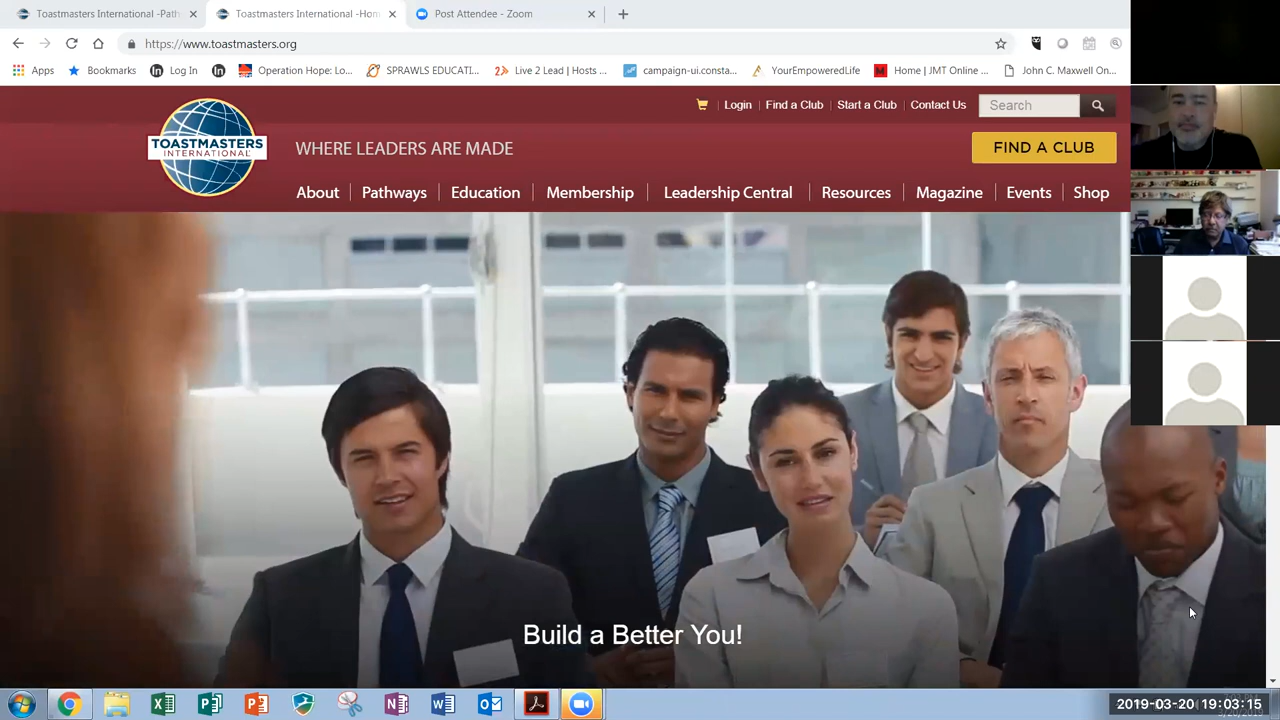 Toastmasters International -Path
Toastmasters International -Hom
Post Attendee - Zoom
https://www.toastmasters.org
Apps
Bookmarks
Log In
Operation Hope: Lo...
SPRAWLS EDUCATI...
Live 2 Lead | Hosts ...
campaign-ui.consta...
YourEmpoweredLife
Home | JMT Online ...
John C. Maxwell On...
Login
Find a Club
Start a Club
Contact Us
Search
TOASTMASTERS
INTERNATIONAL
WHERE LEADERS ARE MADE
FIND A CLUB
About
Pathways
Education
Membership
Leadership Central
Resources
Magazine
Events
Shop
Build a Better You!
2019-03-20 19:03:15